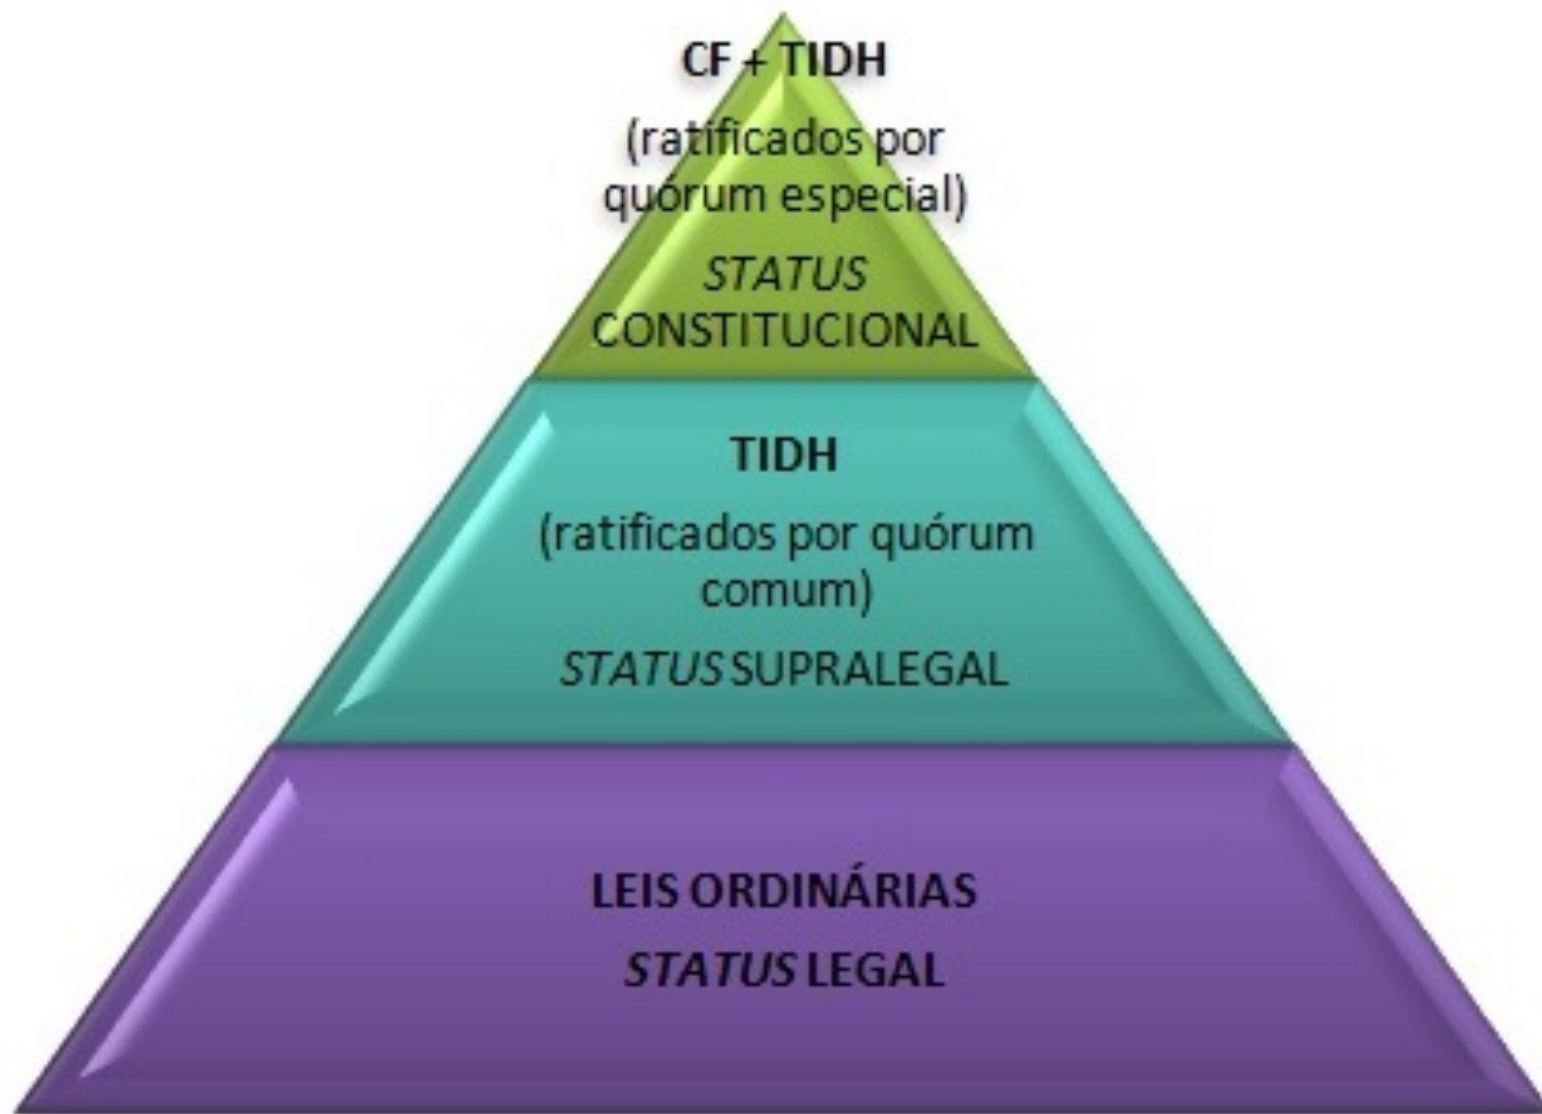 CF + TIDH
(ratificados por
quórum especial)
STATUS
CONSTITUCIONAL
TIDH
(ratificados por quórum
comum)
STATUS SUPRALEGAL
LEIS ORDINÁRIAS
STATUS LEGAL